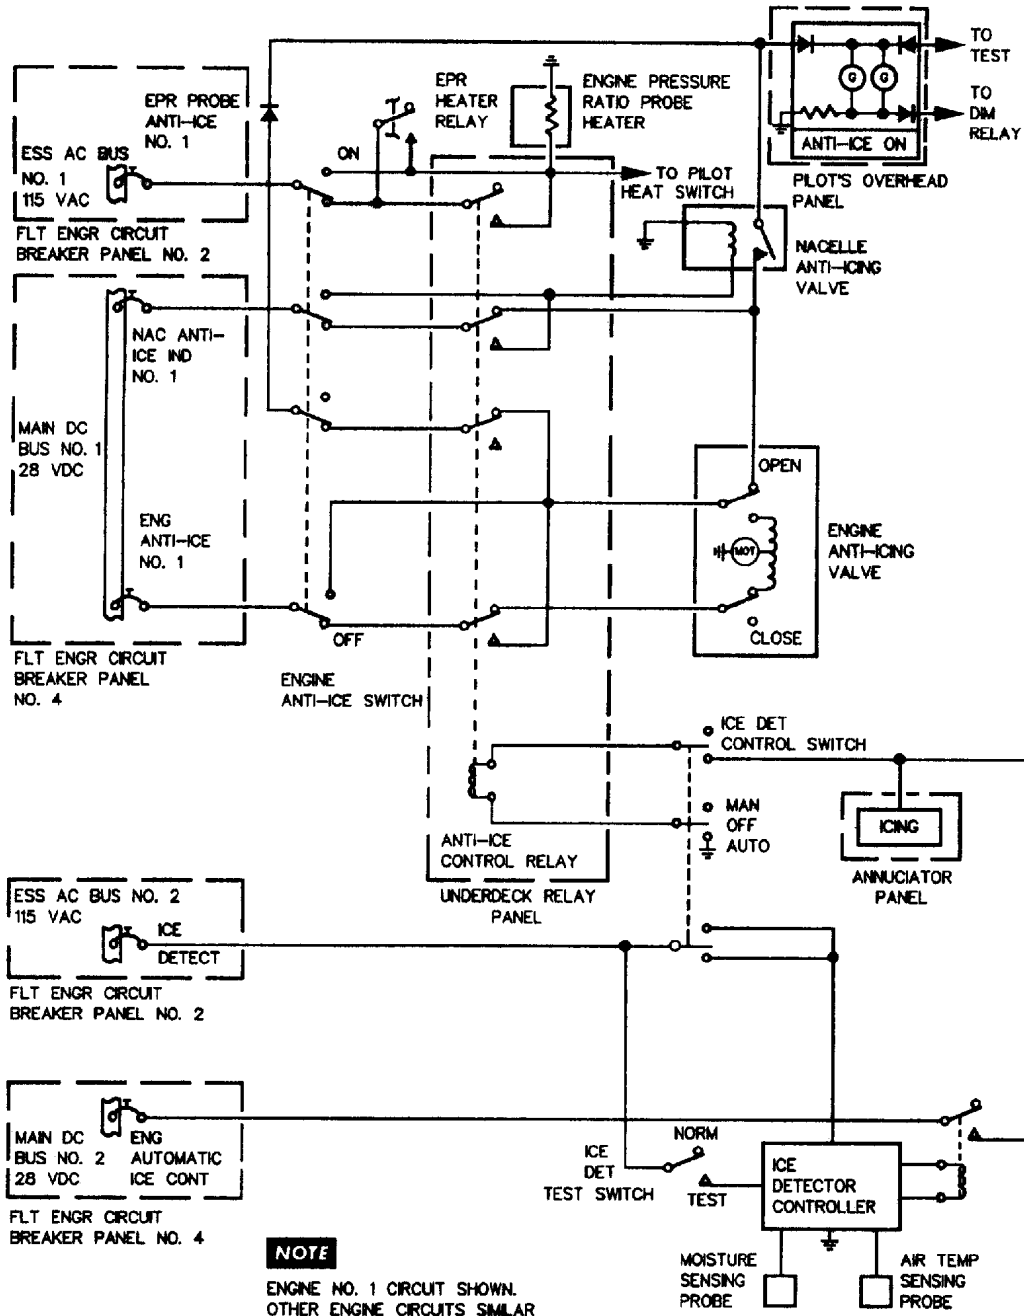 EPR PROBE
ANTI-ICE
NO. 1
ESS AC BUS
NO. 1
115 VAC
FLT ENGR CIRCUIT
BREAKER PANEL NO. 2
EPR
HEATER
RELAY
ON
ENGINE PRESSURE
RATIO PROBE
HEATER
TO PILOT
HEAT SWITCH
G
G
ANTI-ICE ON
TO
TEST
TO
DIM
RELAY
PILOT'S OVERHEAD
PANEL
NACELLE
ANTI-ICING
VALVE
NAC ANTI-
ICE IND
NO. 1
MAIN DC
BUS NO. 1
28 VDC
ENG
ANTI-ICE
NO. 1
FLT ENGR CIRCUIT
BREAKER PANEL
NO. 4
OFF
ENGINE
ANTI-ICE SWITCH
OPEN
MOT
CLOSE
ENGINE
ANTI-ICING
VALVE
ICE DET
CONTROL SWITCH
MAN
OFF
AUTO
ICING
ANNUCIATOR
PANEL
ANTI-ICE
CONTROL RELAY
UNDERDECK RELAY
PANEL
ESS AC BUS NO. 2
115 VAC
ICE
DETECT
FLT ENGR CIRCUIT
BREAKER PANEL NO. 2
MAIN DC
BUS NO. 2
28 VDC
ENG
AUTOMATIC
ICE CONT
FLT ENGR CIRCUIT
BREAKER PANEL NO. 4
NORM
ICE
DET
TEST SWITCH
TEST
ICE
DETECTOR
CONTROLLER
MOISTURE
SENSING
PROBE
AIR TEMP
SENSING
PROBE
NOTE
ENGINE NO. 1 CIRCUIT SHOWN.
OTHER ENGINE CIRCUITS SIMILAR